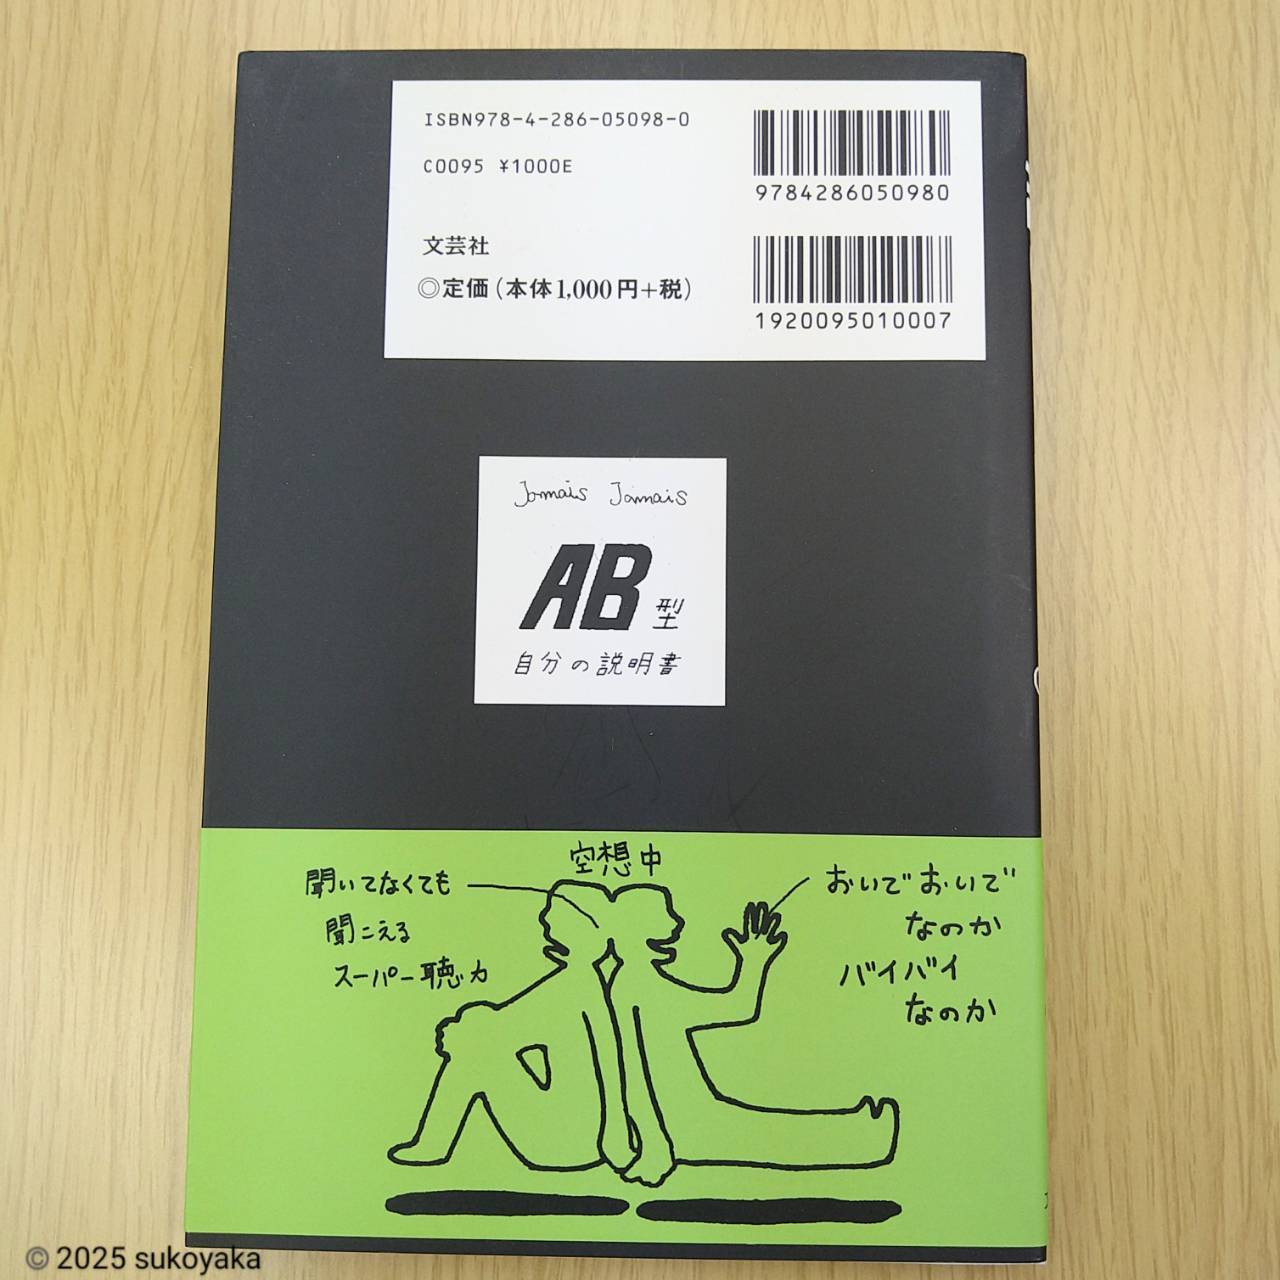 ISBN978-4-286-05098-0
C0095 ¥1000E
文芸社
◎定価(本体1,000円+税)
9784286050980
1920095010007
Jamais Jamais
AB型
自分の説明書
空想中
聞いてなくても
聞こえる
スーパー聴力
おいでおいで
なのか
バイバイ
なのか
© 2025 sukoyaka